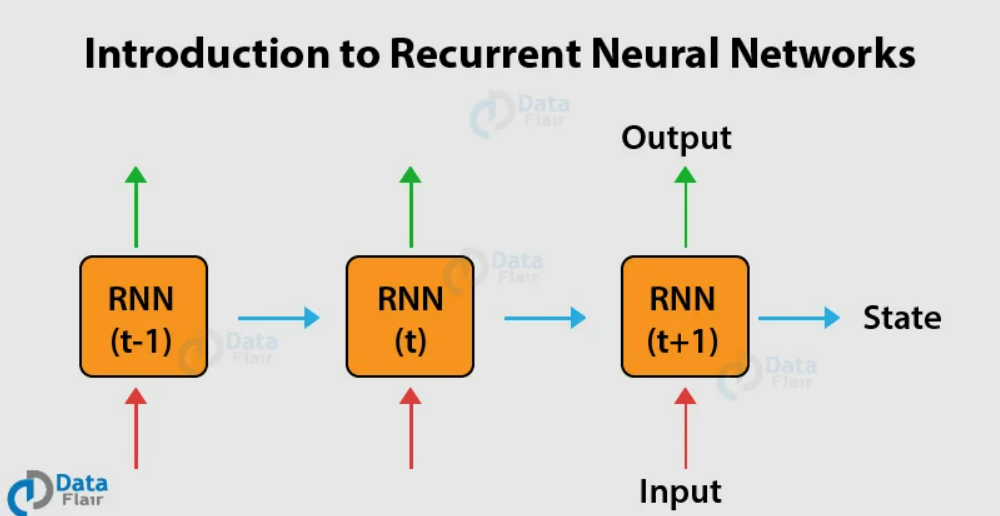 Introduction to Recurrent Neural Networks
Data
Flair
Output
RNN
(t-1)
RNN
(t)
RNN
(t+1)
State
Data
Flair
Data
Flair
Data
Flair
Input
Data
Flair